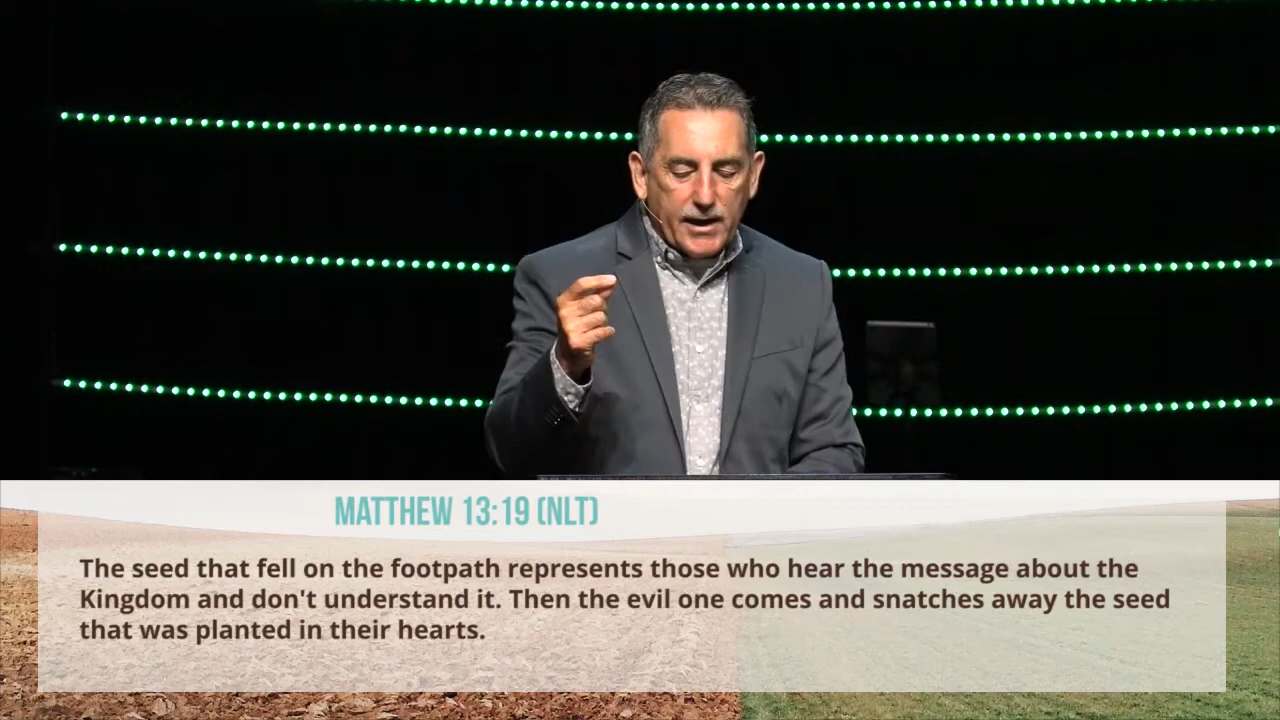 MATTHEW 13:19 (NLT)
The seed that fell on the footpath represents those who hear the message about the
Kingdom and don't understand it. Then the evil one comes and snatches away the seed
that was planted in their hearts.